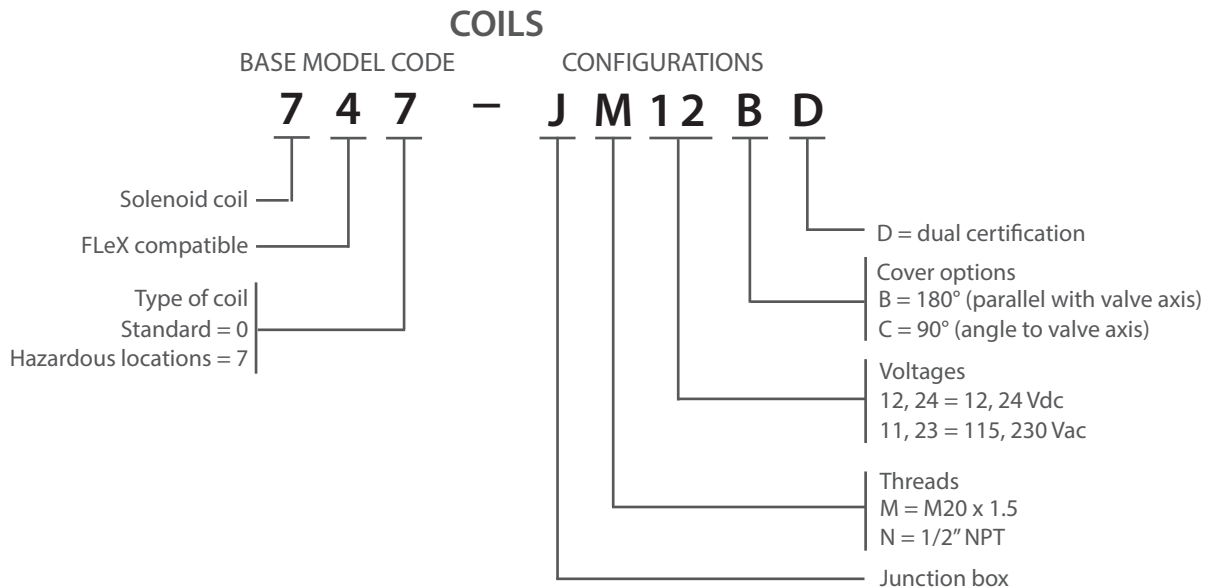 COILS
BASE MODEL CODE CONFIGURATIONS
7 4 7 – J M 12 B D
Solenoid coil
FLeX compatible
Type of coil
Standard = 0
Hazardous locations = 7
D = dual certification
Cover options
B = 180° (parallel with valve axis)
C = 90° (angle to valve axis)
Voltages
12, 24 = 12, 24 Vdc
11, 23 = 115, 230 Vac
Threads
M = M20 x 1.5
N = 1/2” NPT
Junction box